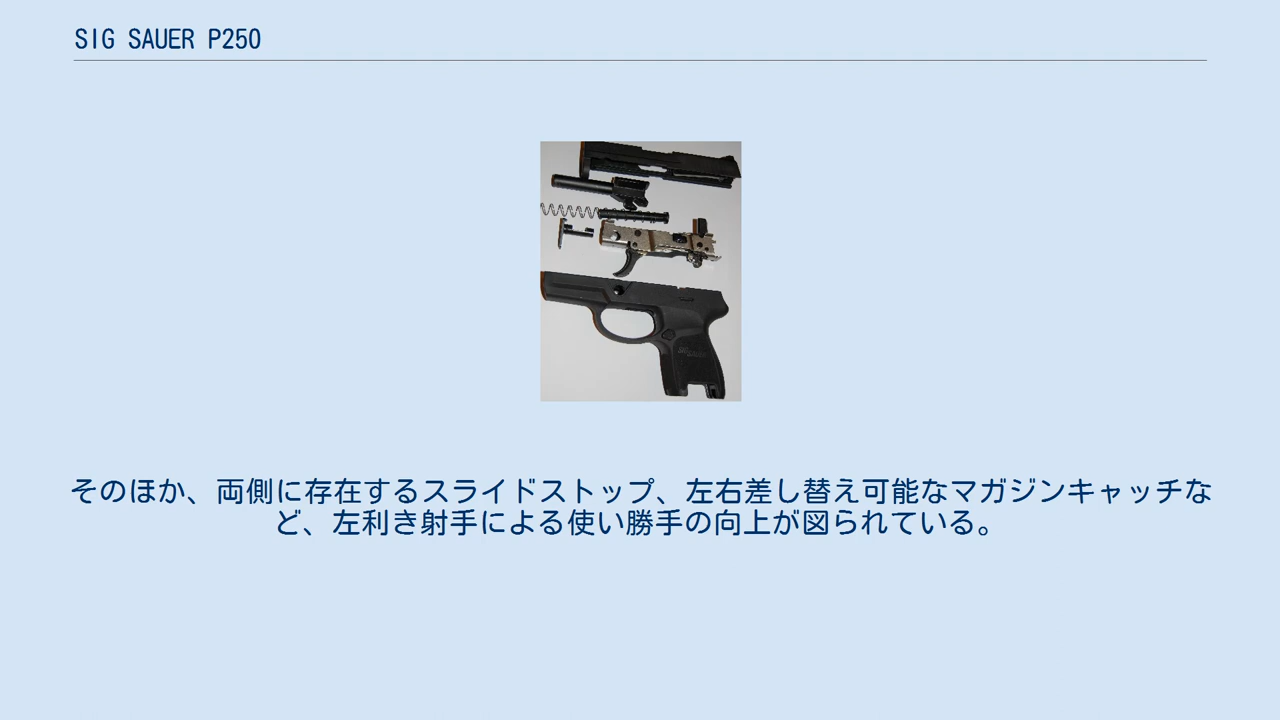 SIG SAUER P250
そのほか、両側に存在するスライドストップ、左右差し替え可能なマガジンキャッチな
ど、左利き射手による使い勝手の向上が図られている。